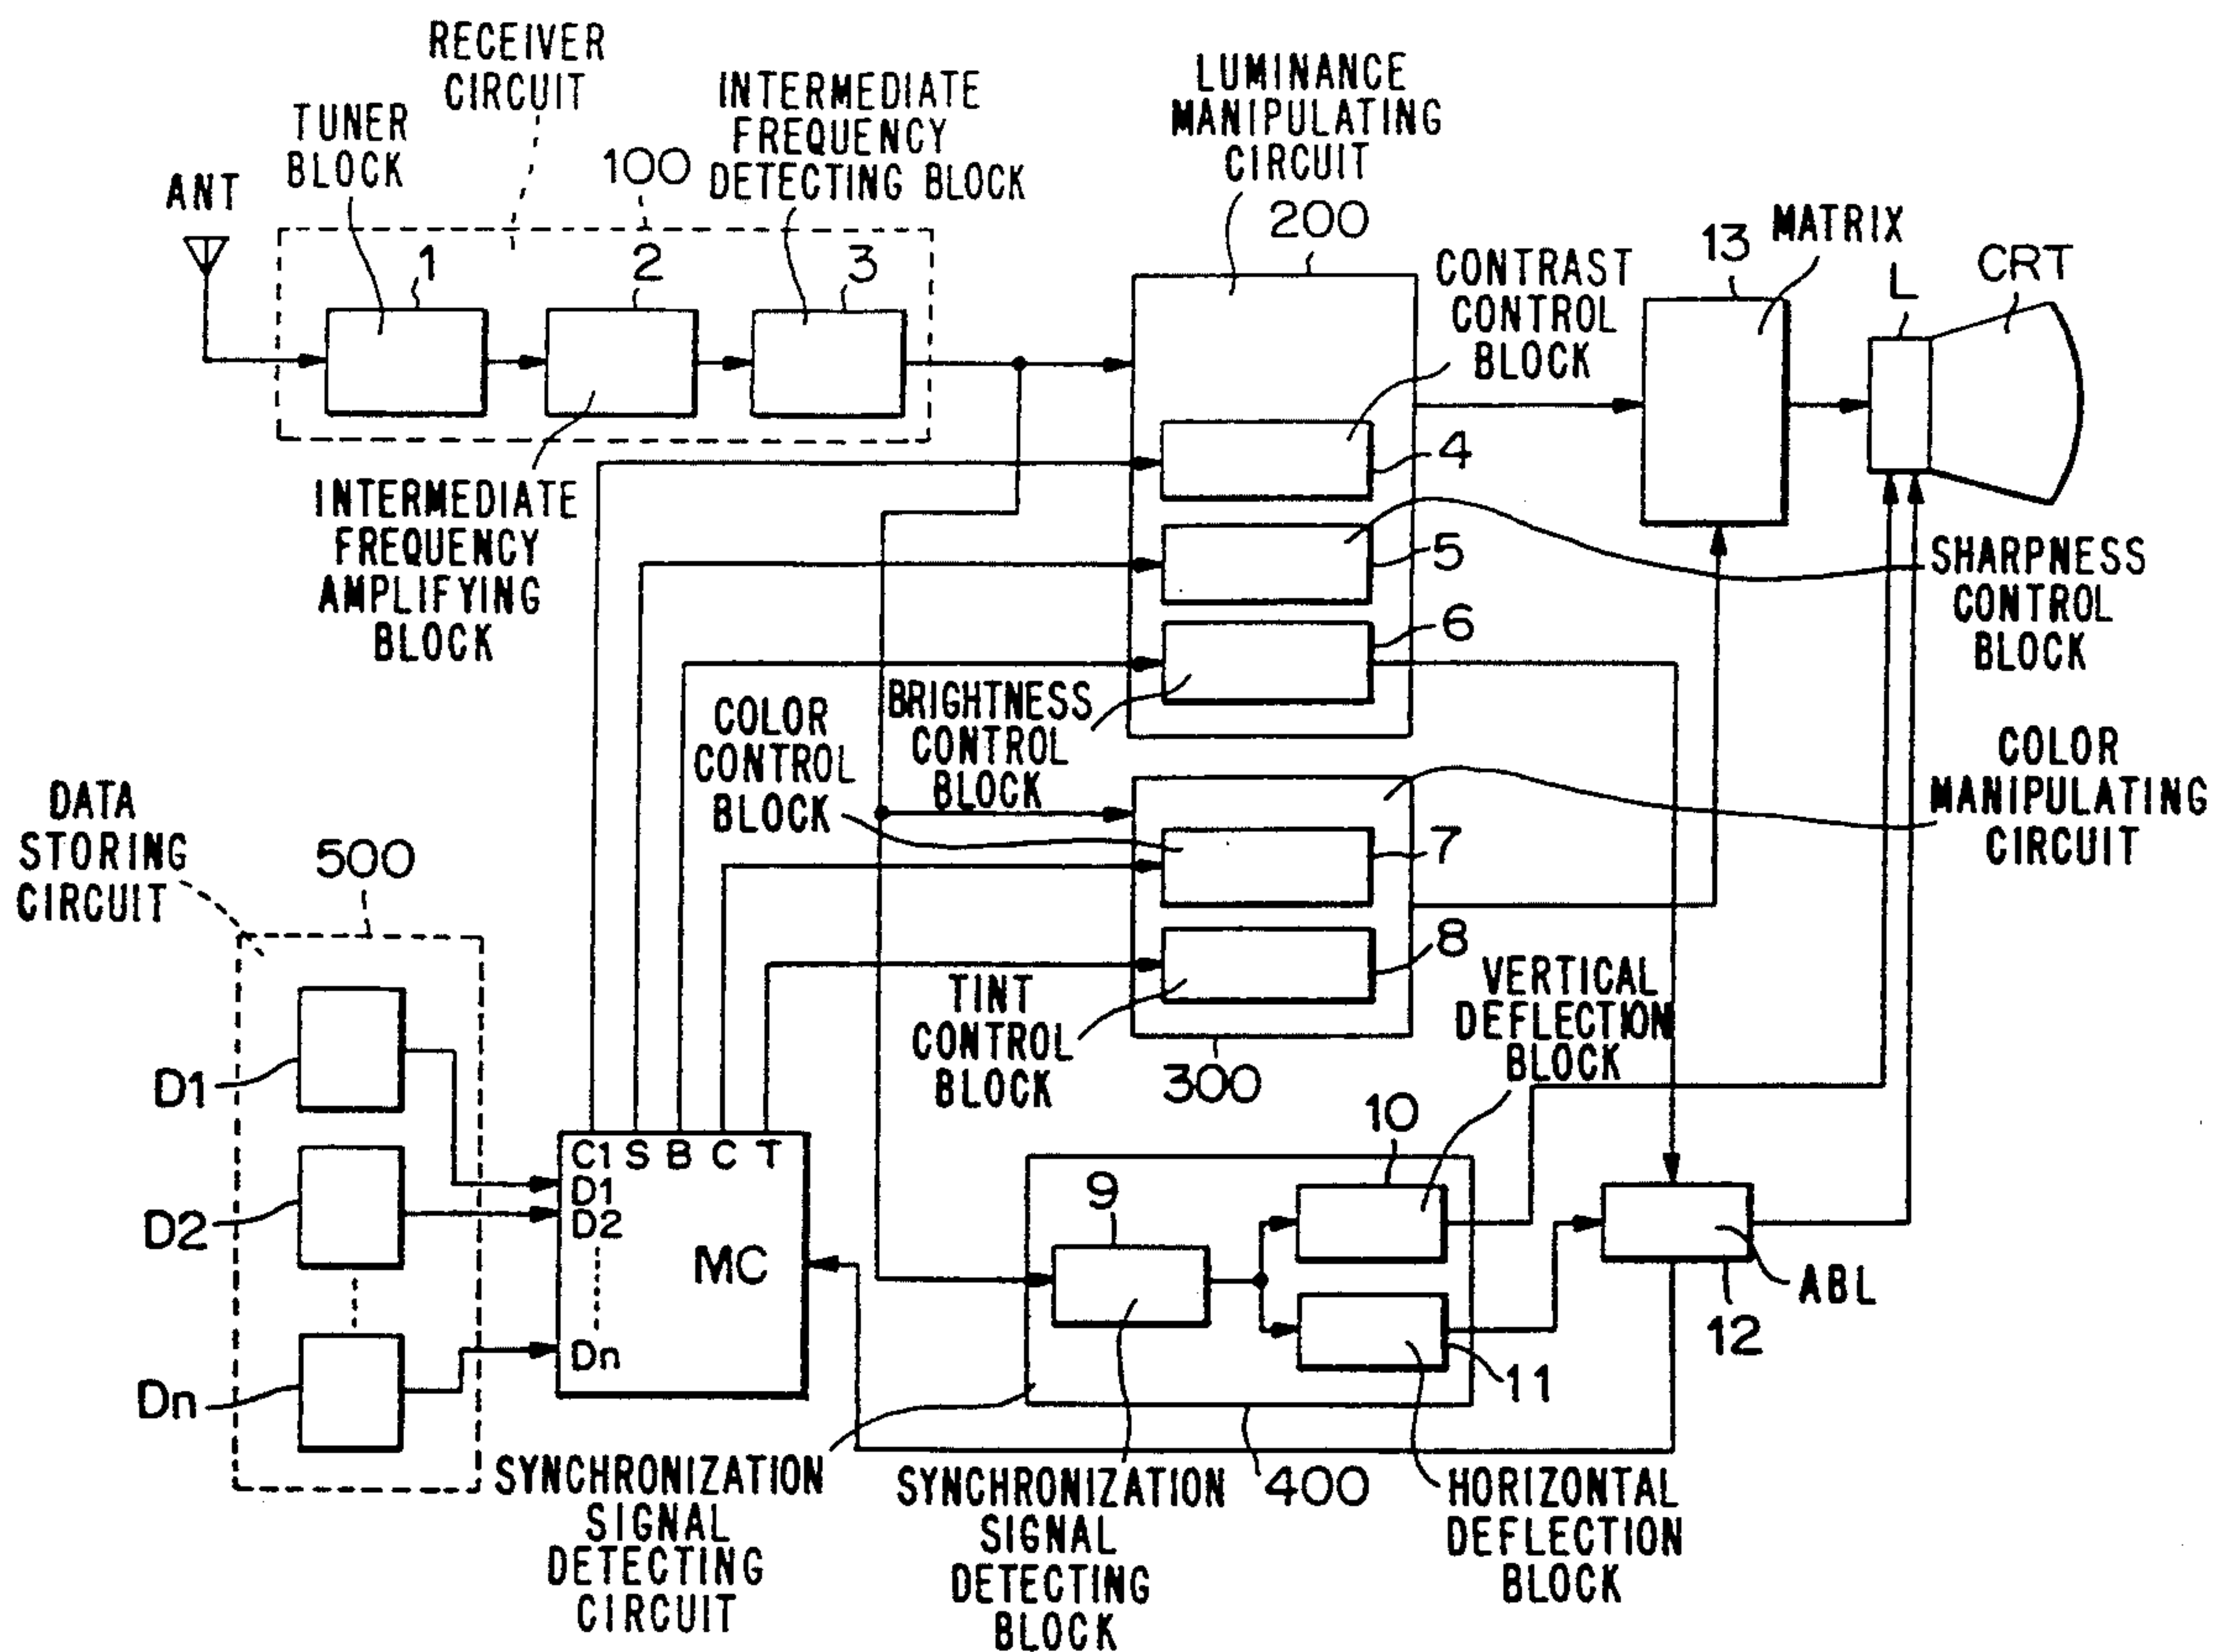 RECEIVER
CIRCUIT
TUNER
BLOCK
INTERMEDIATE
FREQUENCY
DETECTING BLOCK
100
ANT
1
2
3
INTERMEDIATE
FREQUENCY
AMPLIFYING
BLOCK
LUMINANCE
MANIPULATING
CIRCUIT
200
CONTRAST
CONTROL
BLOCK
13
MATRIX
L
CRT
4
5
6
SHARPNESS
CONTROL
BLOCK
BRIGHTNESS
CONTROL
BLOCK
COLOR
CONTROL
BLOCK
COLOR
MANIPULATING
CIRCUIT
7
8
TINT
CONTROL
BLOCK
300
VERTICAL
DEFLECTION
BLOCK
DATA
STORING
CIRCUIT
500
D1
D2
Dn
C1 S B C T
D1
D2
Dn
MC
9
10
11
12
ABL
400
SYNCHRONIZATION
SIGNAL
DETECTING
CIRCUIT
SYNCHRONIZATION
SIGNAL
DETECTING
BLOCK
HORIZONTAL
DEFLECTION
BLOCK